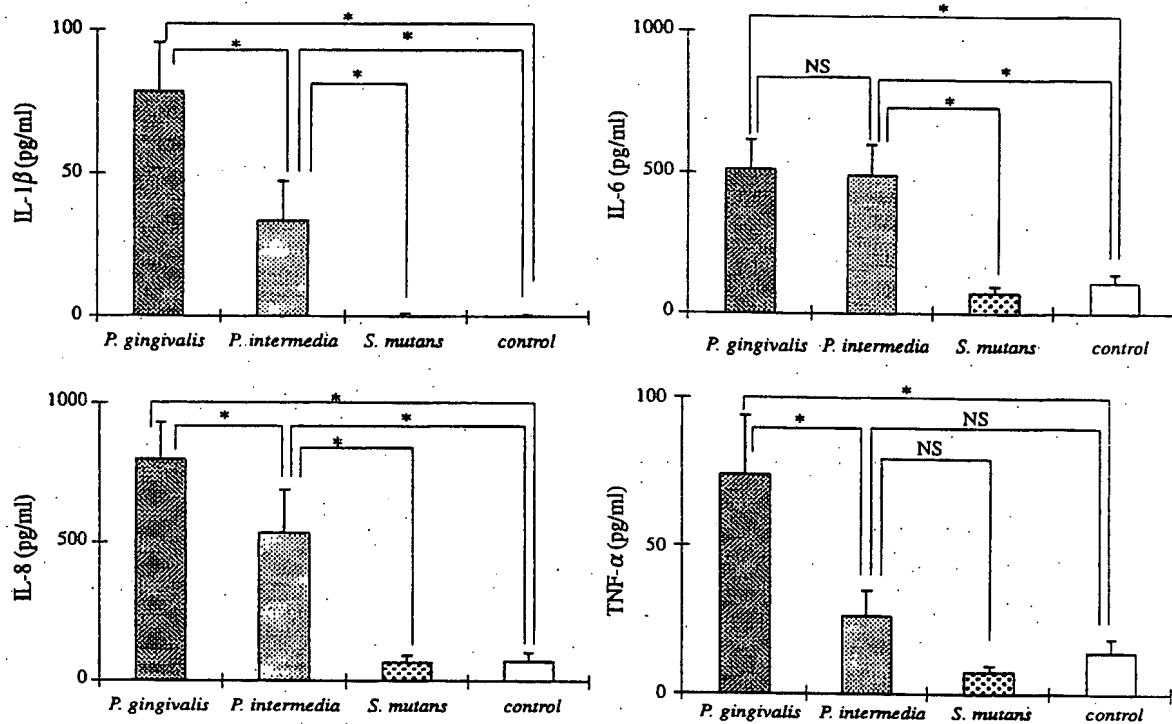 *
100
*
*
*
IL-1β (pg/ml)
50
0
P. gingivalis P. intermedia S. mutans control
*
1000
NS
*
*
IL-6 (pg/ml)
500
0
P. gingivalis P. intermedia S. mutans control
*
1000
*
*
*
IL-8 (pg/ml)
500
0
P. gingivalis P. intermedia S. mutans control
*
100
*
NS
NS
TNF-α (pg/ml)
50
0
P. gingivalis P. intermedia S. mutans control